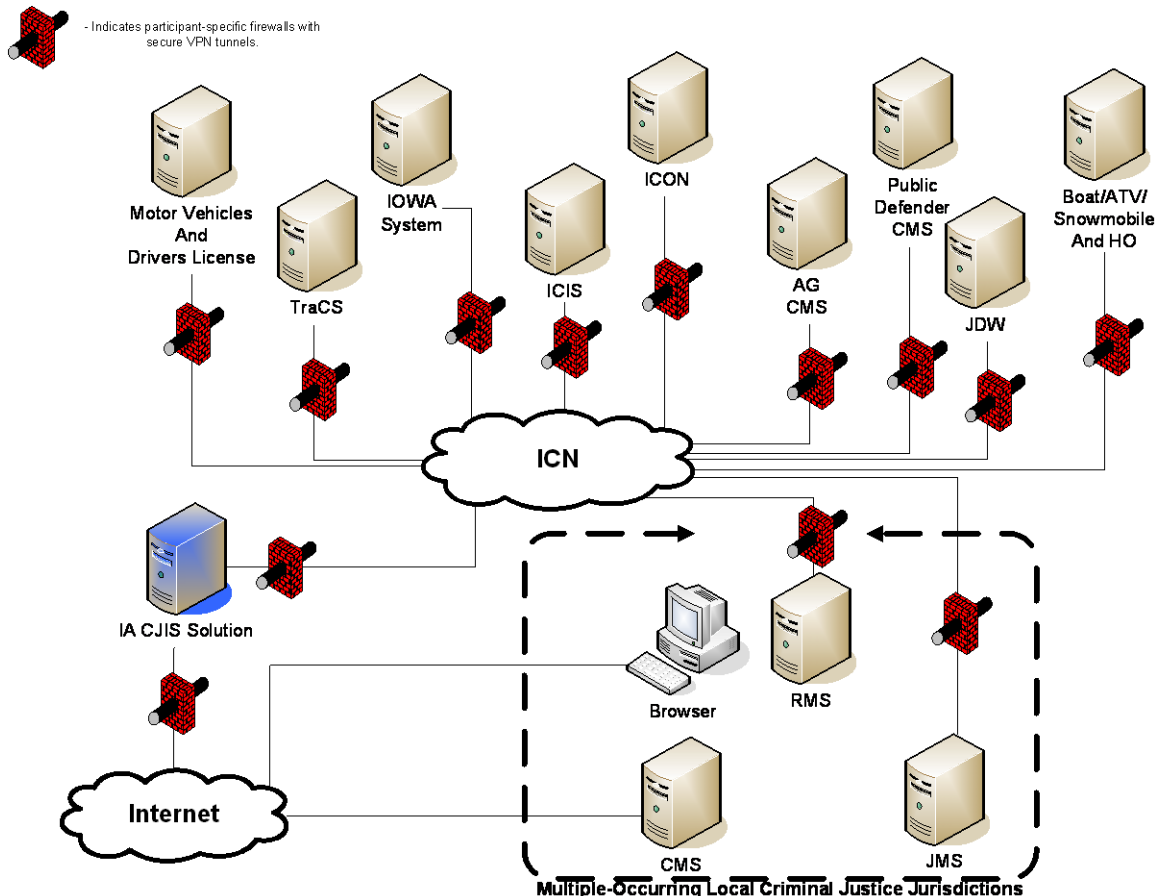 - Indicates participant-specific firewalls with
secure VPN tunnels.
Motor Vehicles
And
Drivers License
TraCS
IOWA
System
ICIS
ICON
AG
CMS
Public
Defender
CMS
JDW
Boat/ATV/
Snowmobile
And HO
ICN
IA CJIS Solution
Browser
RMS
Internet
CMS
JMS
Multiple-Occurring Local Criminal Justice Jurisdictions